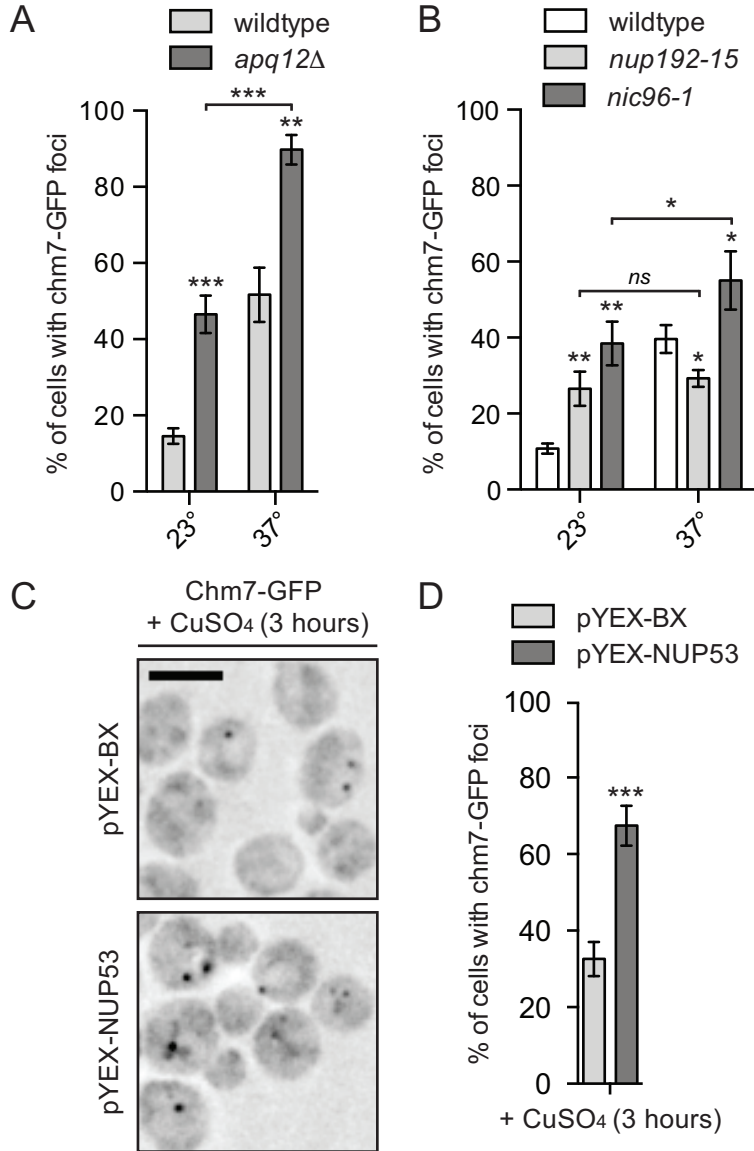 A
wildtype
apq12Δ
% of cells with chm7-GFP foci
100
80
60
40
20
0
***
***
**
23°
37°
B
wildtype
nup192-15
nic96-1
% of cells with chm7-GFP foci
100
80
60
40
20
0
*
ns
**
**
*
*
23°
37°
C
Chm7-GFP
+ CuSO4 (3 hours)
pYEX-BX
pYEX-NUP53
D
pYEX-BX
pYEX-NUP53
% of cells with chm7-GFP foci
100
80
60
40
20
0
***
+ CuSO4 (3 hours)